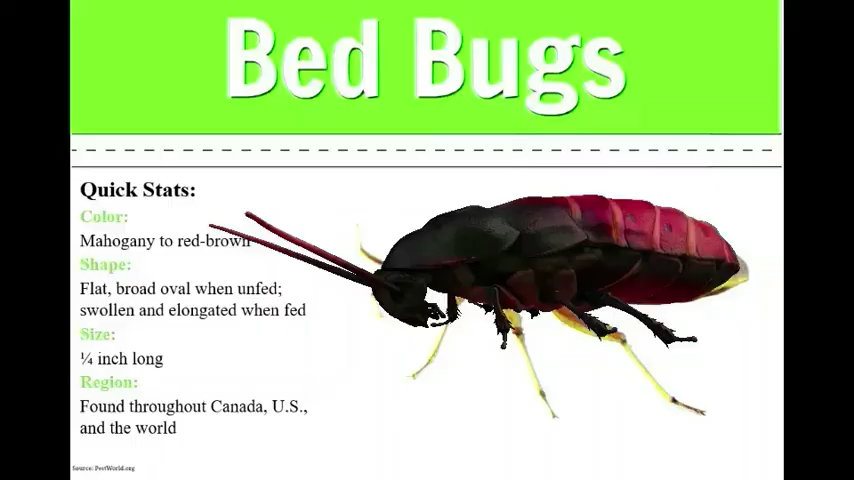 Bed Bugs
Quick Stats:
Color:
Mahogany to red-brown
Shape:
Flat, broad oval when unfed;
swollen and elongated when fed
Size:
¼ inch long
Region:
Found throughout Canada, U.S.,
and the world
Source: PestWorld.org